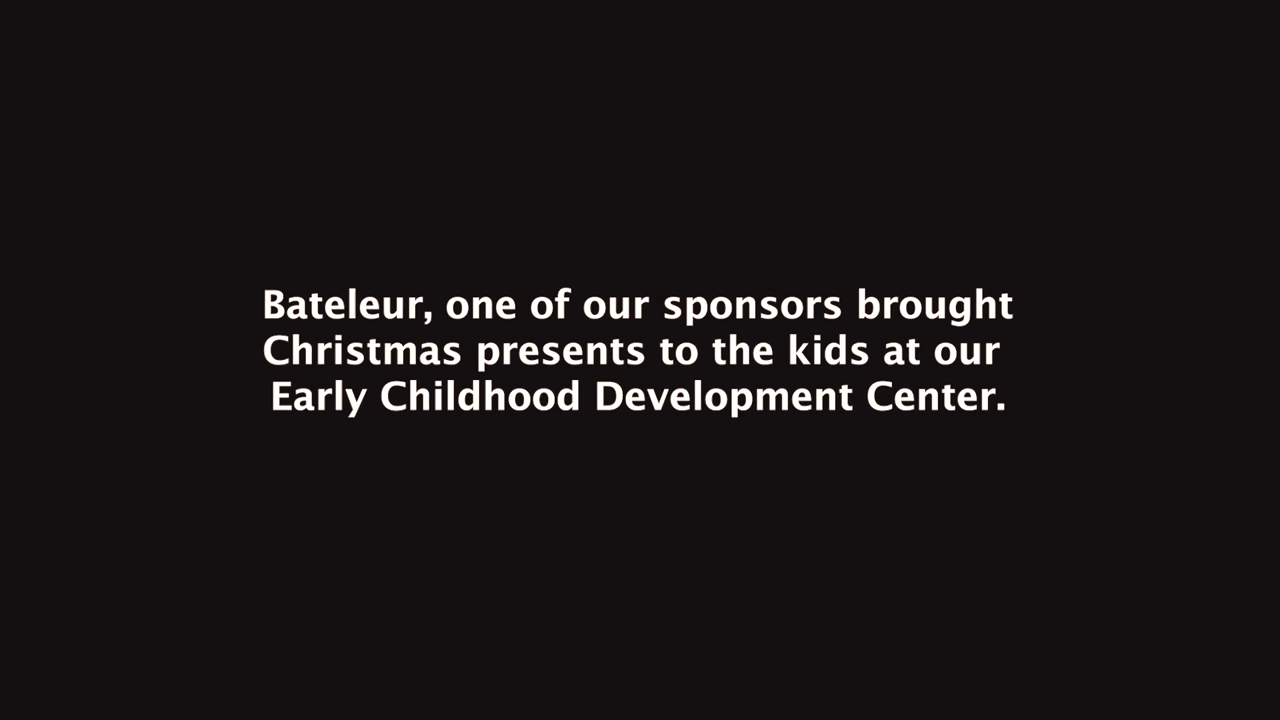 Bateleur, one of our sponsors brought
Christmas presents to the kids at our
Early Childhood Development Center.